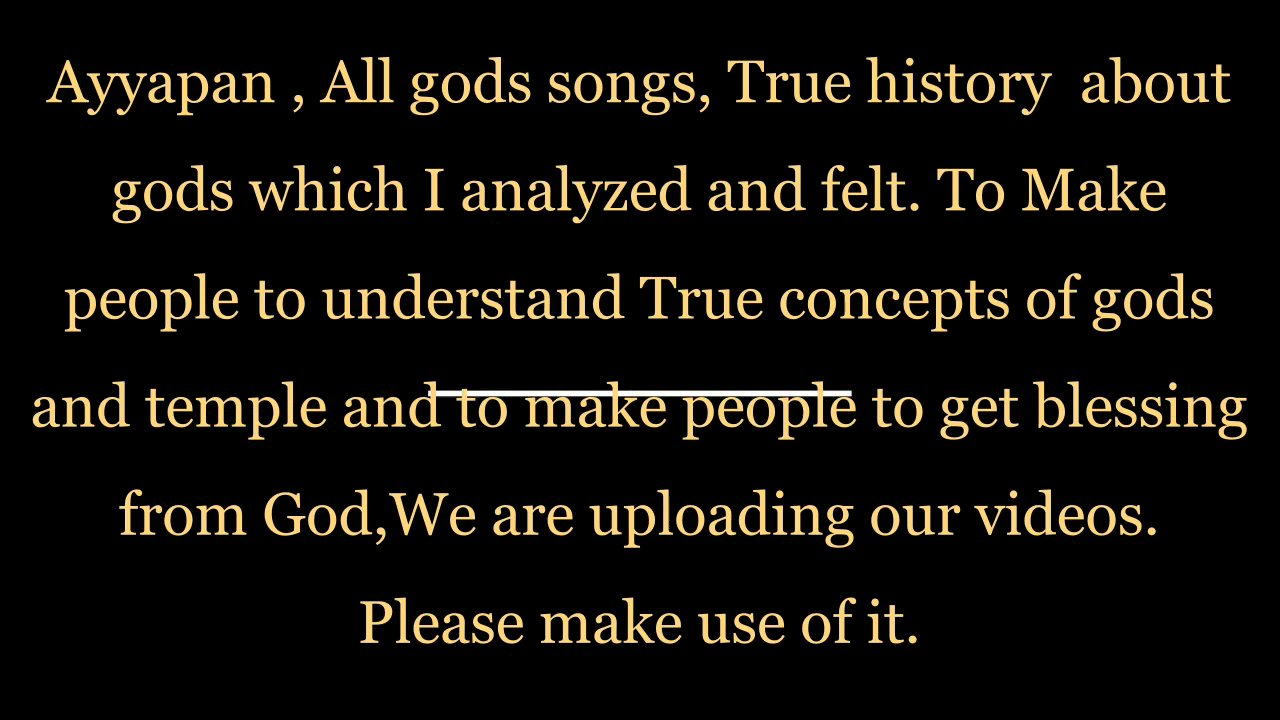 Ayyapan , All gods songs, True history  about
gods which I analyzed and felt. To Make
people to understand True concepts of gods
and temple and to make people to get blessing
from God,We are uploading our videos.
Please make use of it.